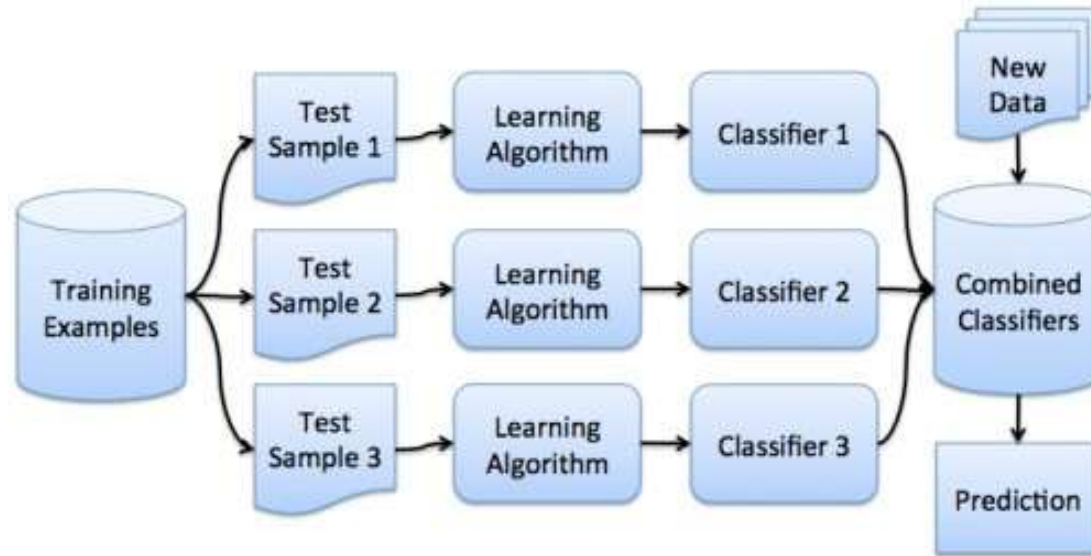 Training
Examples
Test
Sample 1
Learning
Algorithm
Classifier 1
Test
Sample 2
Learning
Algorithm
Classifier 2
Test
Sample 3
Learning
Algorithm
Classifier 3
New
Data
Combined
Classifiers
Prediction